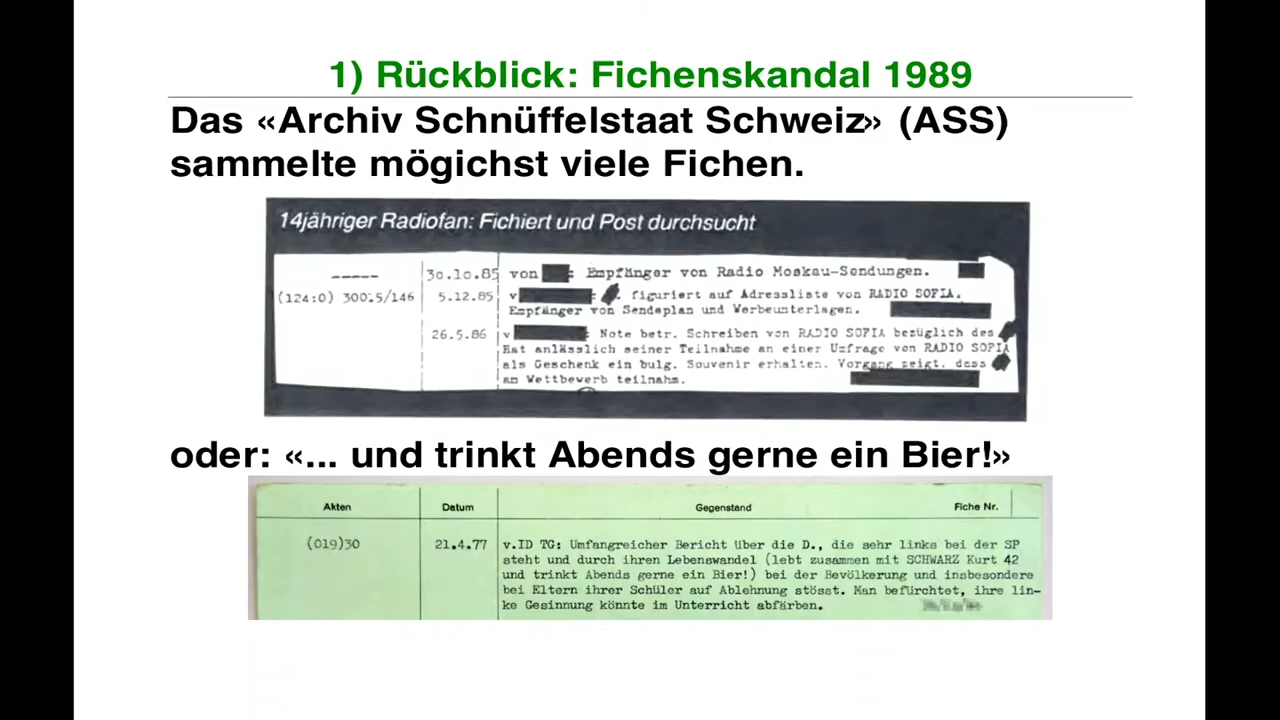 1) Rückblick: Fichenskandal 1989
Das «Archiv Schnüffelstaat Schweiz» (ASS)
sammelte mögichst viele Fichen.
14jähriger Radiofan: Fichiert und Post durchsucht
----- 30.10.85 von : Empfänger von Radio Moskau-Sendungen.
(124:0) 300.5/146 5.12.85 v : . figuriert auf Adressliste von RADIO SOFIA,
Empfänger von Sendeplan und Werbeunterlagen.
26.5.86 v : Note betr. Schreiben von RADIO SOFIA bezüglich des
Hat anlässlich seiner Teilnahme an einer Umfrage von RADIO SOFIA
als Geschenk ein bulg. Souvenir erhalten. Vorgang zeigt, dass
am Wettbewerb teilnahm.
oder: «... und trinkt Abends gerne ein Bier!»
Akten Datum Gegenstand Fiche Nr.
(019)30 21.4.77 v.ID TG: Umfangreicher Bericht über die D., die sehr links bei der SP
steht und durch ihren Lebenswandel (lebt zusammen mit SCHWARZ Kurt 42
und trinkt Abends gerne ein Bier!) bei der Bevölkerung und insbesondere
bei Eltern ihrer Schüler auf Ablehnung stösst. Man befürchtet, ihre lin-
ke Gesinnung könnte im Unterricht abfärben.